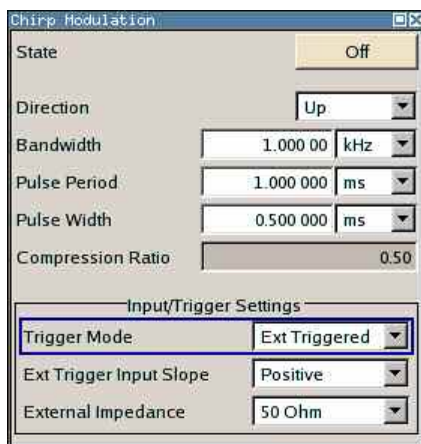 Chirp Modulation
State Off
Direction Up
Bandwidth 1.000 00 kHz
Pulse Period 1.000 000 ms
Pulse Width 0.500 000 ms
Compression Ratio 0.50
Input/Trigger Settings
Trigger Mode Ext Triggered
Ext Trigger Input Slope Positive
External Impedance 50 Ohm